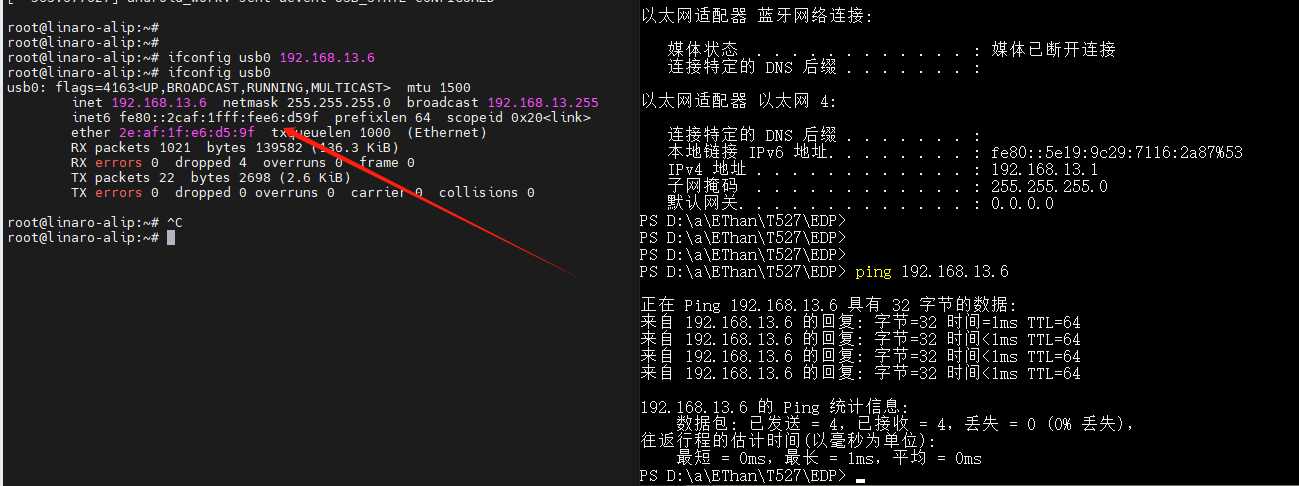 root@linaro-alip:~#
root@linaro-alip:~#
root@linaro-alip:~# ifconfig usb0 192.168.13.6
root@linaro-alip:~# ifconfig usb0
usb0: flags=4163<UP,BROADCAST,RUNNING,MULTICAST>  mtu 1500
inet 192.168.13.6  netmask 255.255.255.0  broadcast 192.168.13.255
inet6 fe80::2caf:1fff:fee6:d59f  prefixlen 64  scopeid 0x20<link>
ether 2e:af:1f:e6:d5:9f  txqueuelen 1000  (Ethernet)
RX packets 1021  bytes 139582 (136.3 KiB)
RX errors 0  dropped 4  overruns 0  frame 0
TX packets 22  bytes 2698 (2.6 KiB)
TX errors 0  dropped 0 overruns 0  carrier 0  collisions 0
root@linaro-alip:~# ^C
root@linaro-alip:~#
以太网适配器 蓝牙网络连接:
媒体状态 . . . . . . . . . . . . : 媒体已断开连接
连接特定的 DNS 后缀 . . . . . . . :
以太网适配器 以太网 4:
连接特定的 DNS 后缀 . . . . . . . :
本地链接 IPv6 地址. . . . . . . . : fe80::5e19:9c29:7116:2a87%53
IPv4 地址 . . . . . . . . . . . . : 192.168.13.1
子网掩码 . . . . . . . . . . . . : 255.255.255.0
默认网关. . . . . . . . . . . . . : 0.0.0.0
PS D:\a\EThan\T527\EDP>
PS D:\a\EThan\T527\EDP>
PS D:\a\EThan\T527\EDP>
PS D:\a\EThan\T527\EDP> ping 192.168.13.6
正在 Ping 192.168.13.6 具有 32 字节的数据:
来自 192.168.13.6 的回复: 字节=32 时间=1ms TTL=64
来自 192.168.13.6 的回复: 字节=32 时间<1ms TTL=64
来自 192.168.13.6 的回复: 字节=32 时间<1ms TTL=64
来自 192.168.13.6 的回复: 字节=32 时间<1ms TTL=64
192.168.13.6 的 Ping 统计信息:
数据包: 已发送 = 4，已接收 = 4，丢失 = 0 (0% 丢失)，
往返行程的估计时间(以毫秒为单位):
最短 = 0ms，最长 = 1ms，平均 = 0ms
PS D:\a\EThan\T527\EDP>